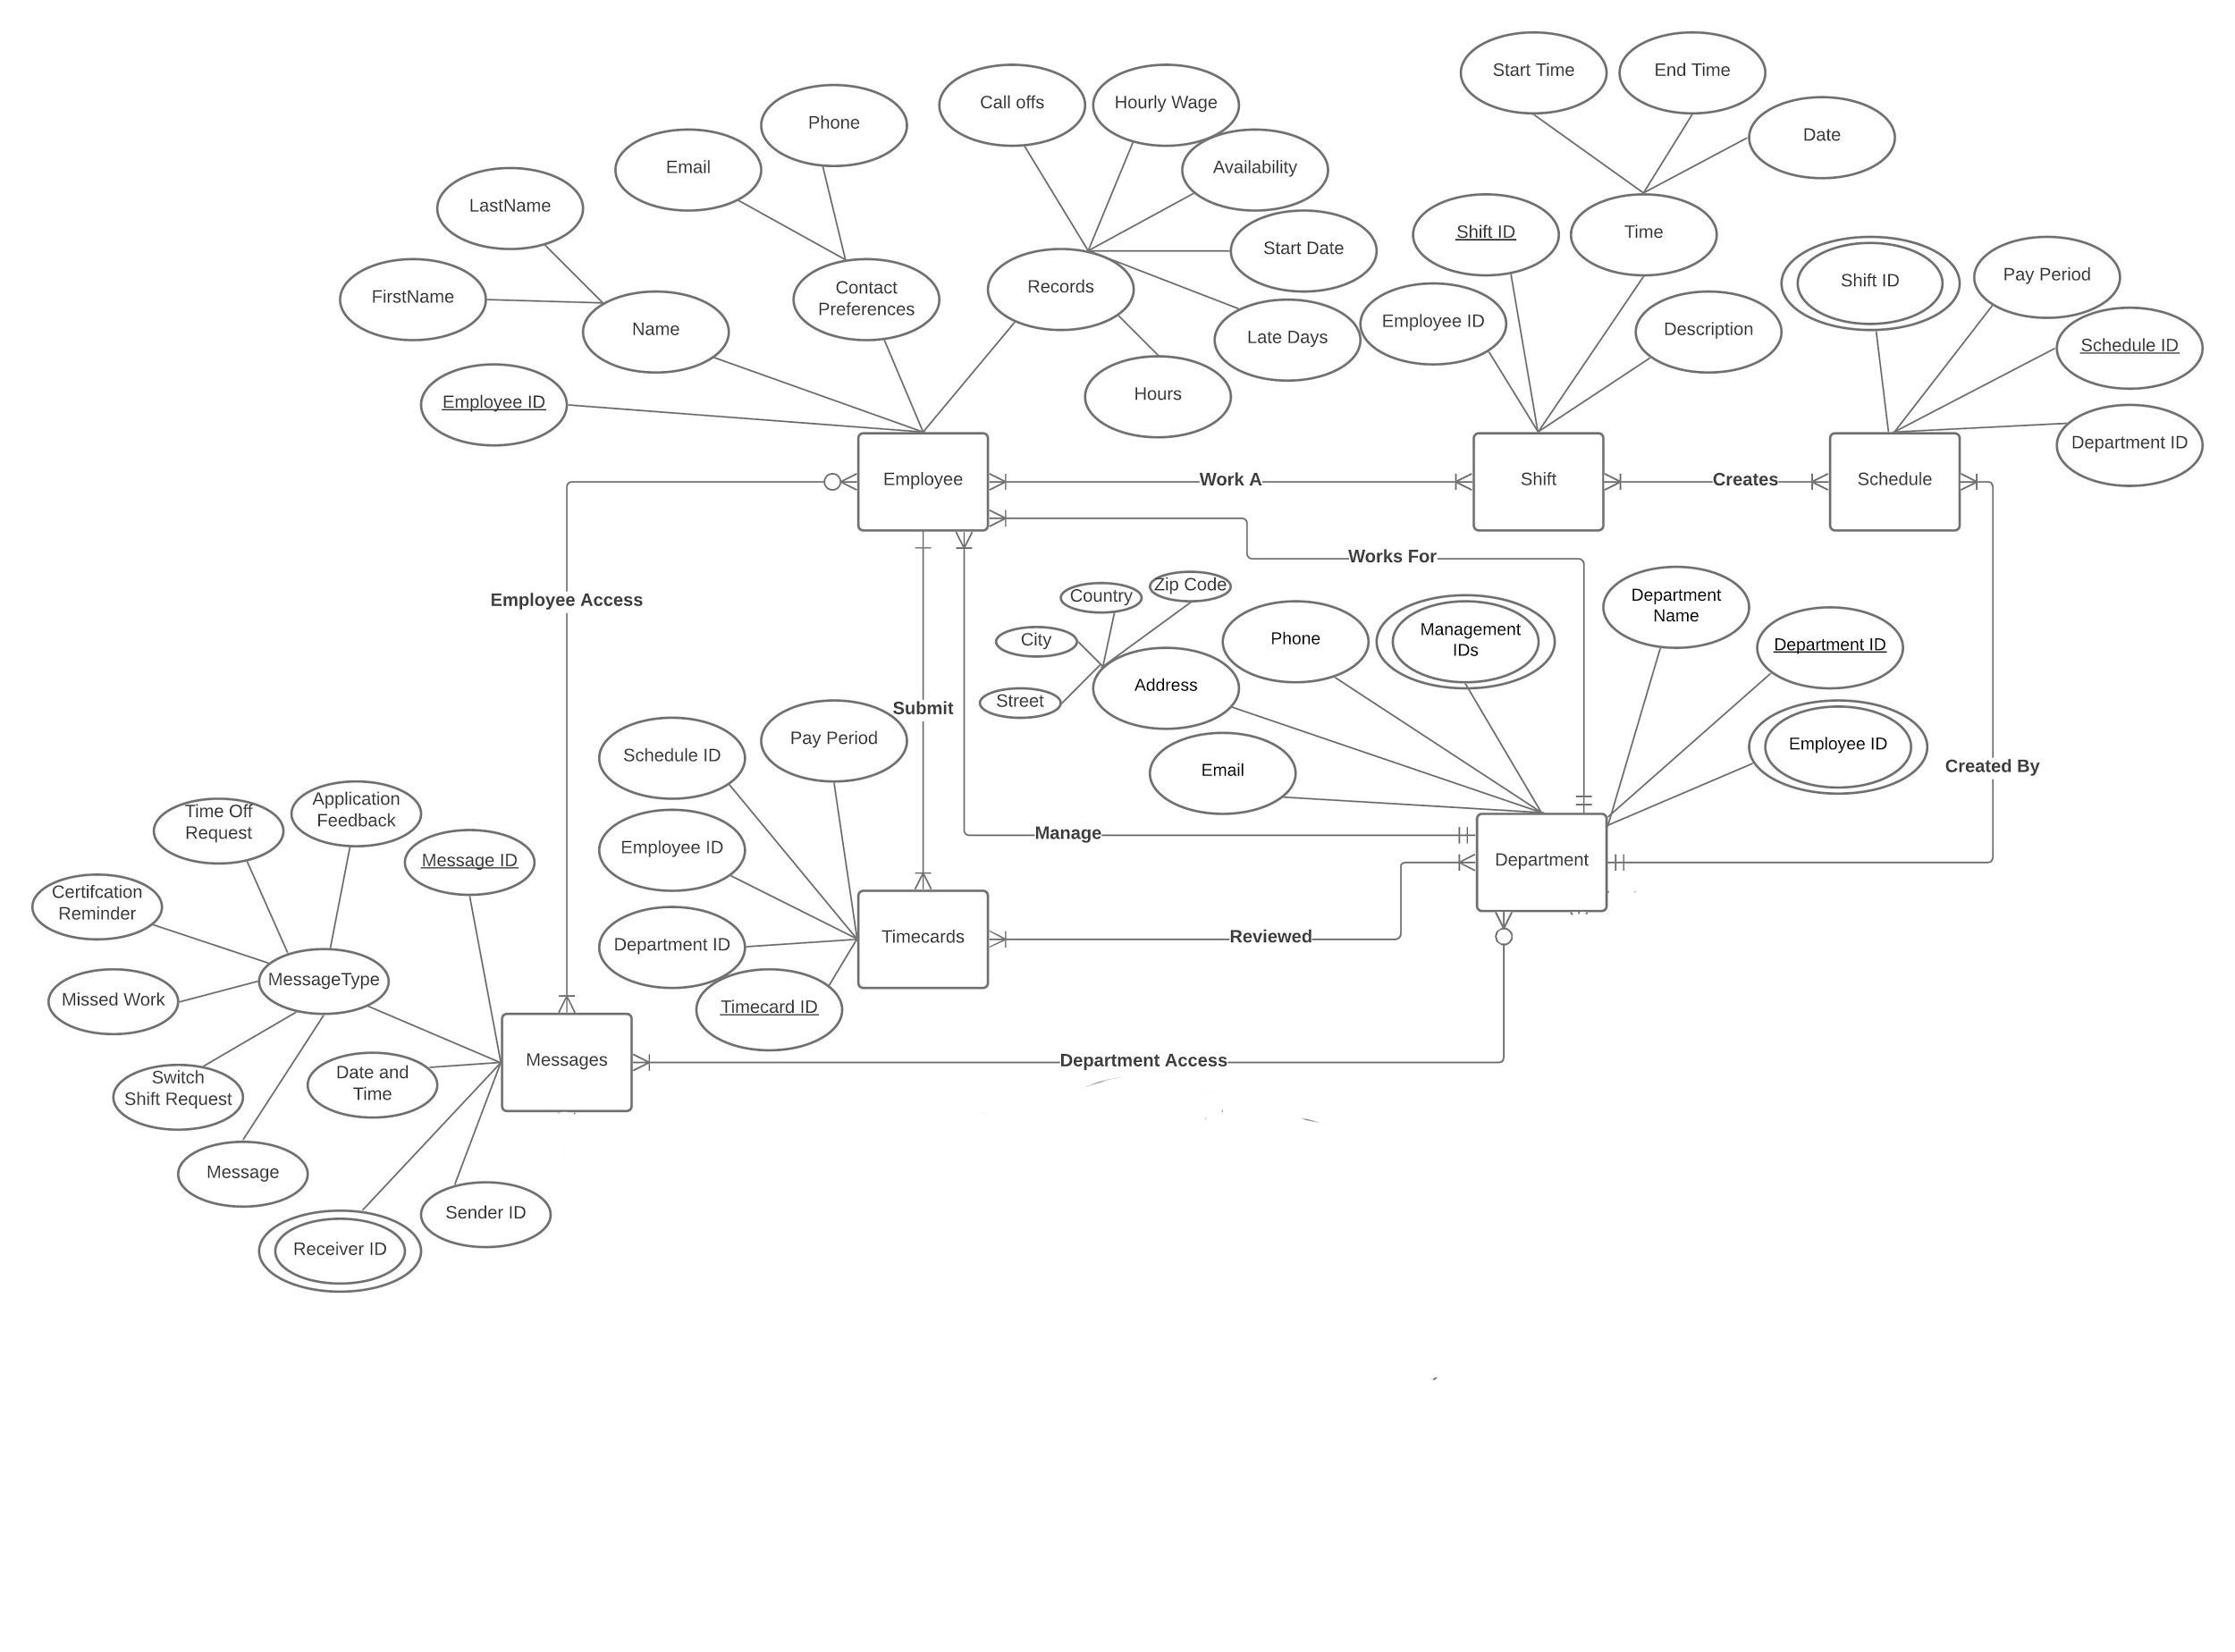 Start Time
End Time
Call offs
Hourly Wage
Phone
Date
Email
Availability
LastName
Shift ID
Time
Start Date
FirstName
Name
Contact
Preferences
Records
Shift ID
Pay Period
Employee ID
Description
Late Days
Schedule ID
Employee ID
Hours
Department ID
Employee
Work A
Shift
Creates
Schedule
Works For
Employee Access
Country
Zip Code
City
Phone
Management
IDs
Department
Name
Department ID
Street
Address
Submit
Schedule ID
Pay Period
Email
Employee ID
Created By
Time Off
Request
Application
Feedback
Message ID
Employee ID
Manage
Department
Certifcation
Reminder
Department ID
Timecards
Reviewed
MessageType
Missed Work
Timecard ID
Switch
Shift Request
Date and
Time
Messages
Department Access
Message
Sender ID
Receiver ID